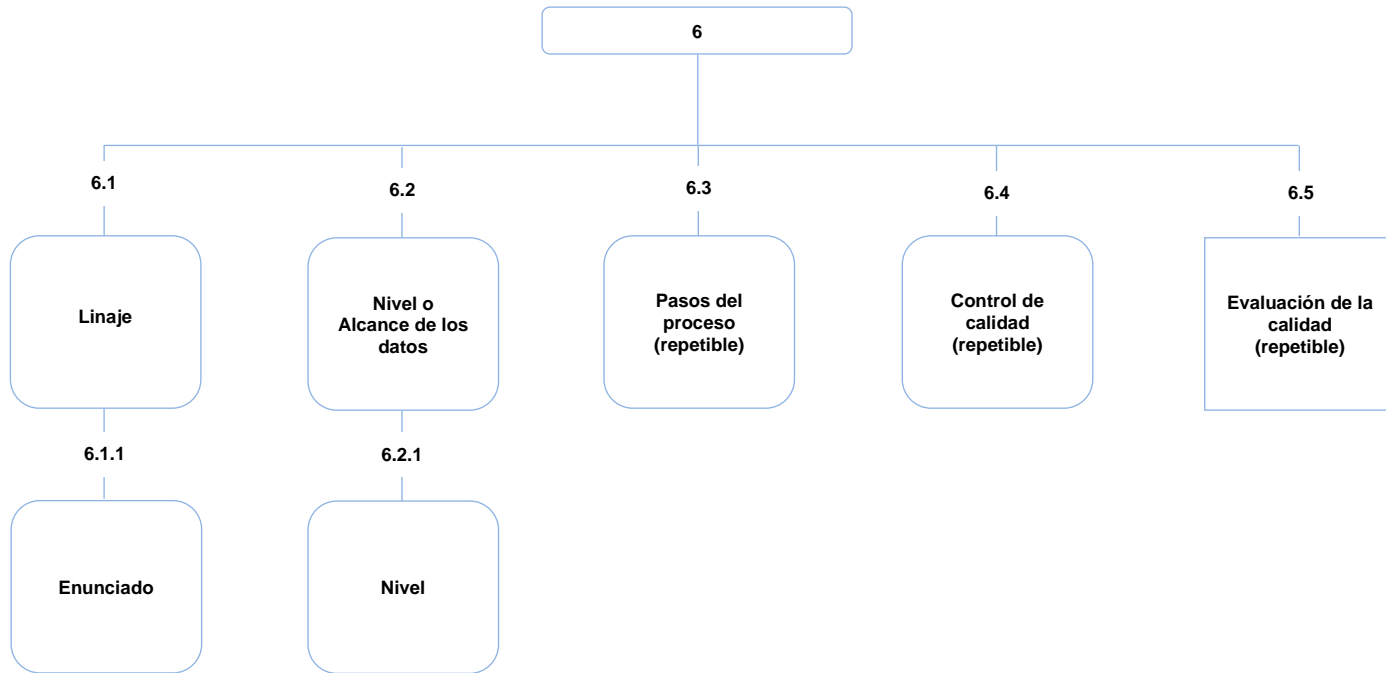 6
6.1
6.2
6.3
6.4
6.5
Linaje
Nivel o
Alcance de los
datos
Pasos del
proceso
(repetible)
Control de
calidad
(repetible)
Evaluación de la
calidad
(repetible)
6.1.1
6.2.1
Enunciado
Nivel